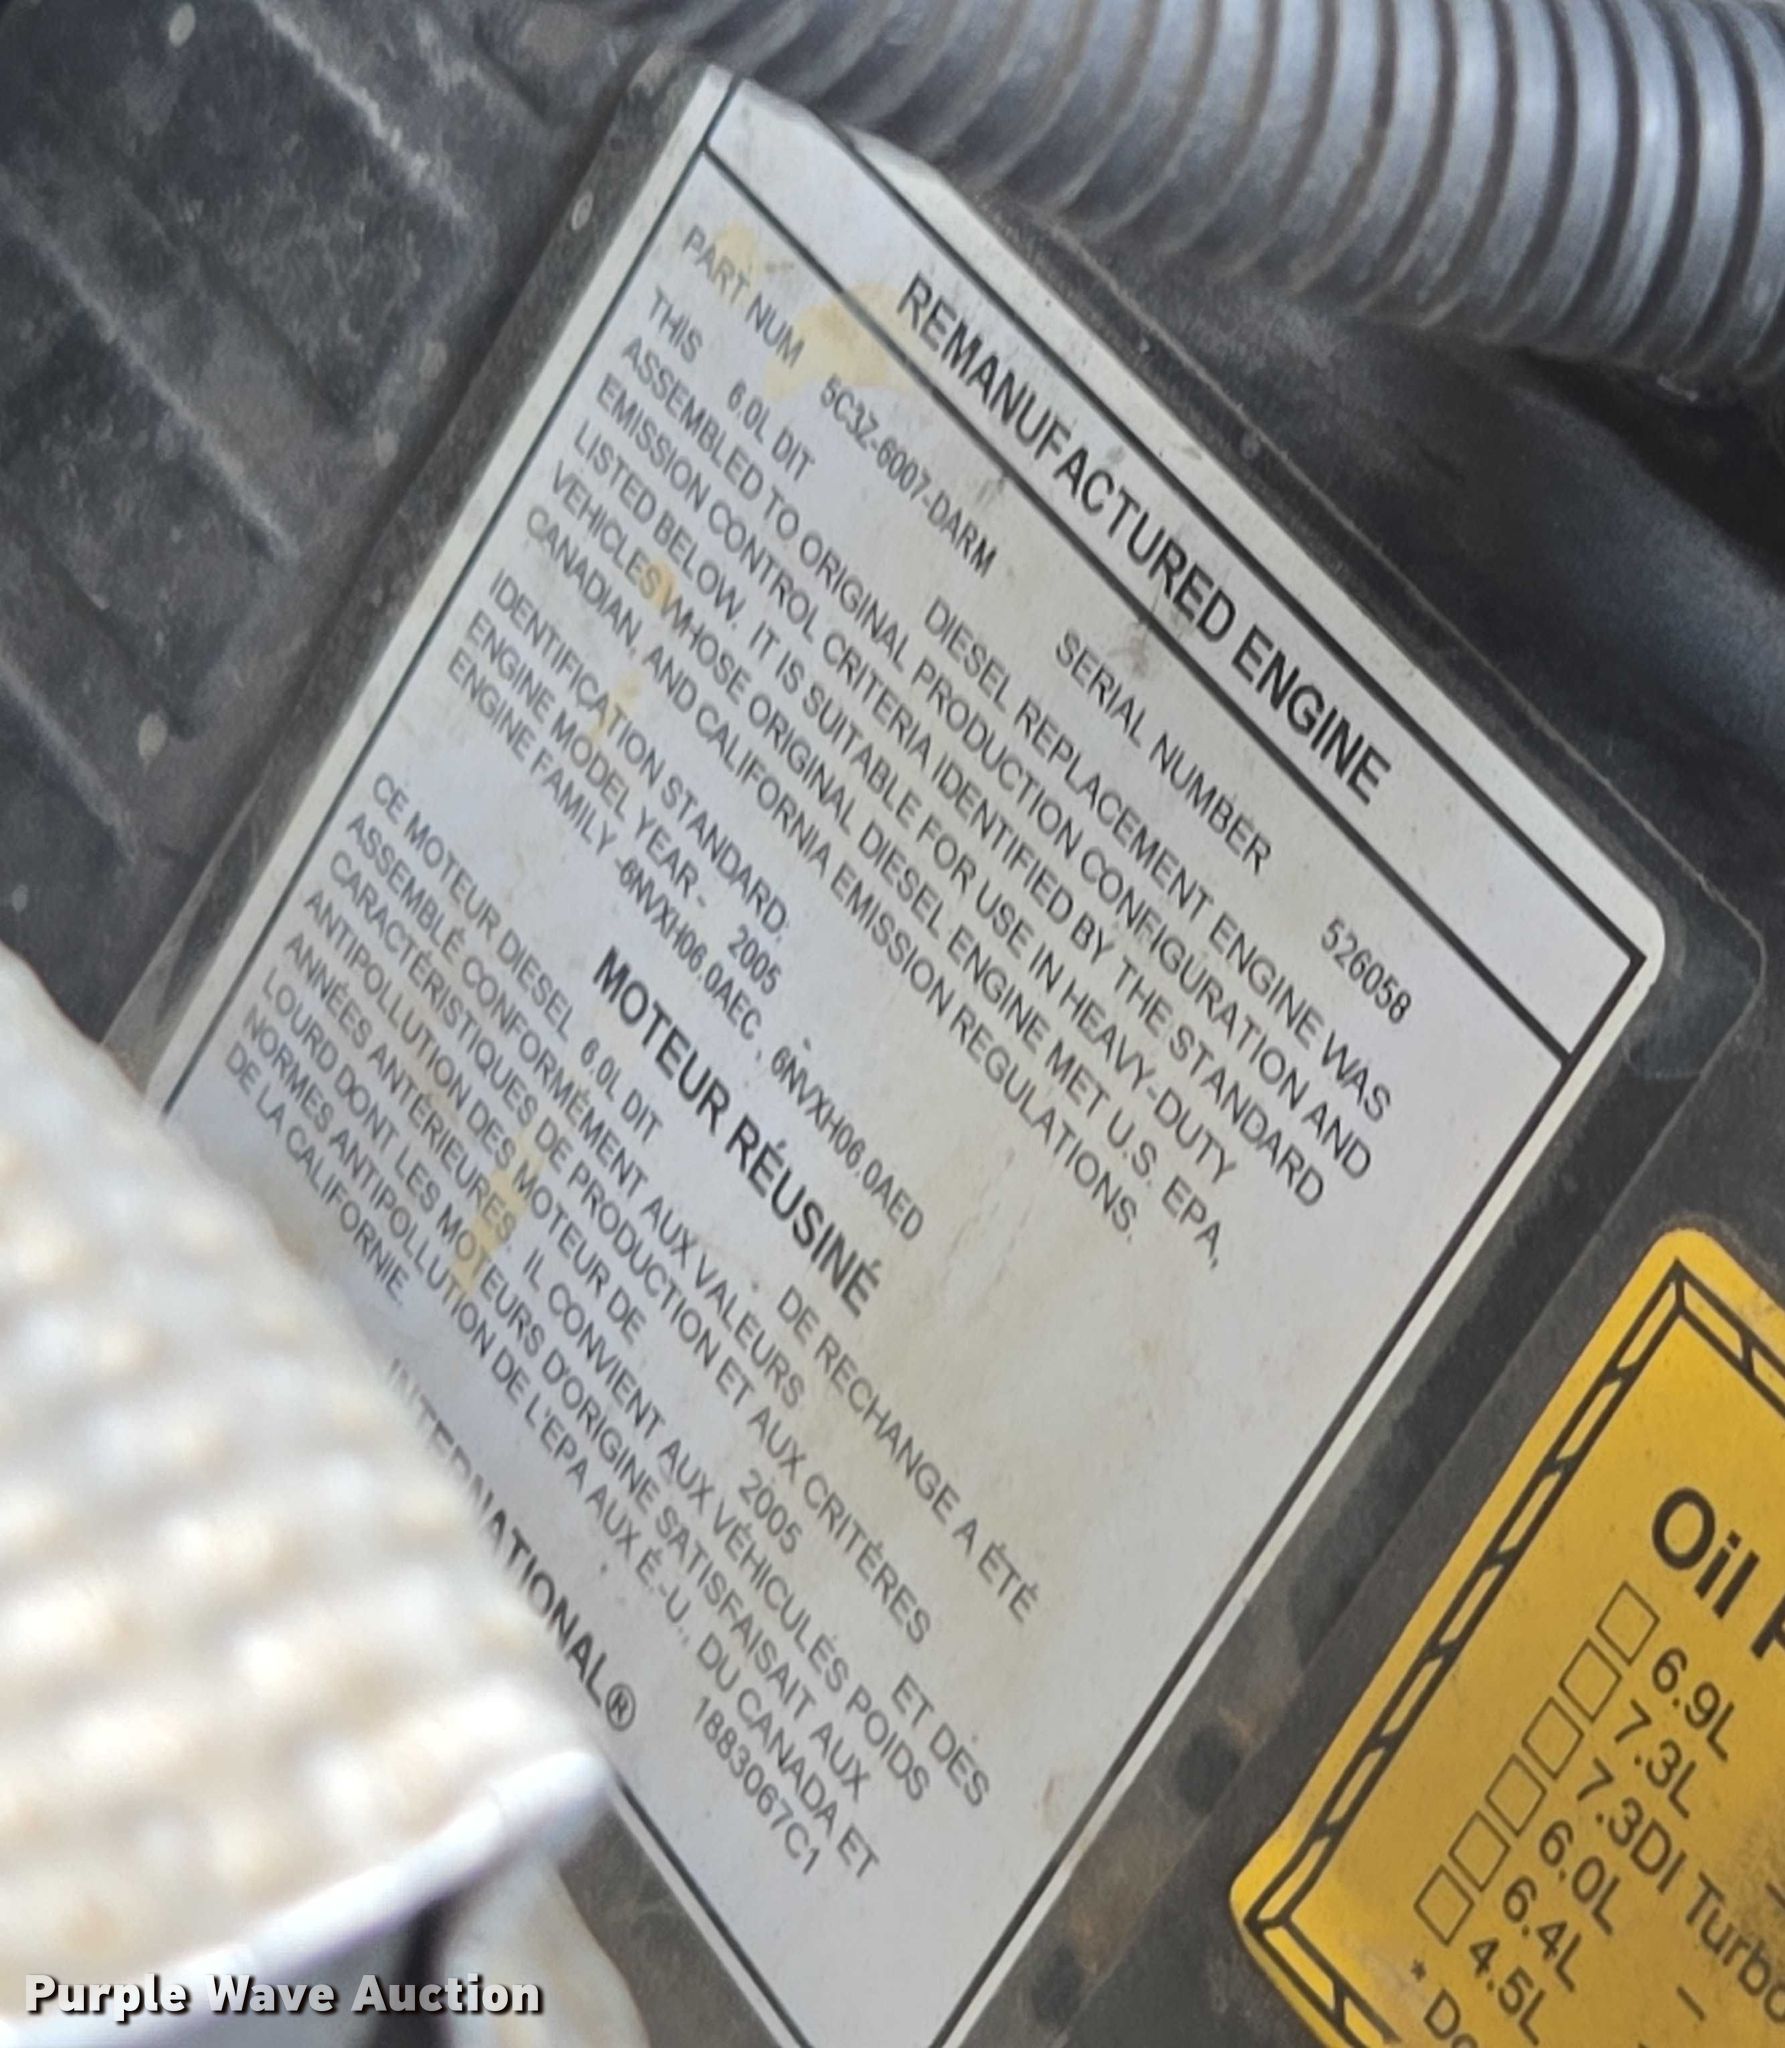 REMANUFACTURED ENGINE
PART NUM 5C3Z-6007-DARM SERIAL NUMBER 526058
THIS 6.0L DIT DIESEL REPLACEMENT ENGINE WAS
ASSEMBLED TO ORIGINAL PRODUCTION CONFIGURATION AND
EMISSION CONTROL CRITERIA IDENTIFIED BY THE STANDARD
LISTED BELOW. IT IS SUITABLE FOR USE IN HEAVY-DUTY
VEHICLES WHOSE ORIGINAL DIESEL ENGINE MET U.S. EPA,
CANADIAN, AND CALIFORNIA EMISSION REGULATIONS.
IDENTIFICATION STANDARD:
ENGINE MODEL YEAR - 2005
ENGINE FAMILY -6NVXH06.0AEC , 6NVXH06.0AED
MOTEUR RÉUSINÉ
CE MOTEUR DIESEL 6.0L DIT DE RECHANGE A ÉTÉ
ASSEMBLÉ CONFORMÉMENT AUX VALEURS
CARACTÉRISTIQUES DE PRODUCTION ET AUX CRITÉRES
ANTIPOLLUTION DES MOTEUR DE 2005 ET DES
ANNÉES ANTÉRIEURES. IL CONVIENT AUX VÉHICULÉS POIDS
LOURD DONT LES MOTEURS D'ORIGINE SATISFAISAIT AUX
NORMES ANTIPOLLUTION DE L'EPA AUX É.-U., DU CANADA ET
DE LA CALIFORNIE.
INTERNATIONAL® 1883067C1
Oil
6.9L
7.3L
7.3DI Turbo
6.0L
6.4L
4.5L
*
Purple Wave Auction